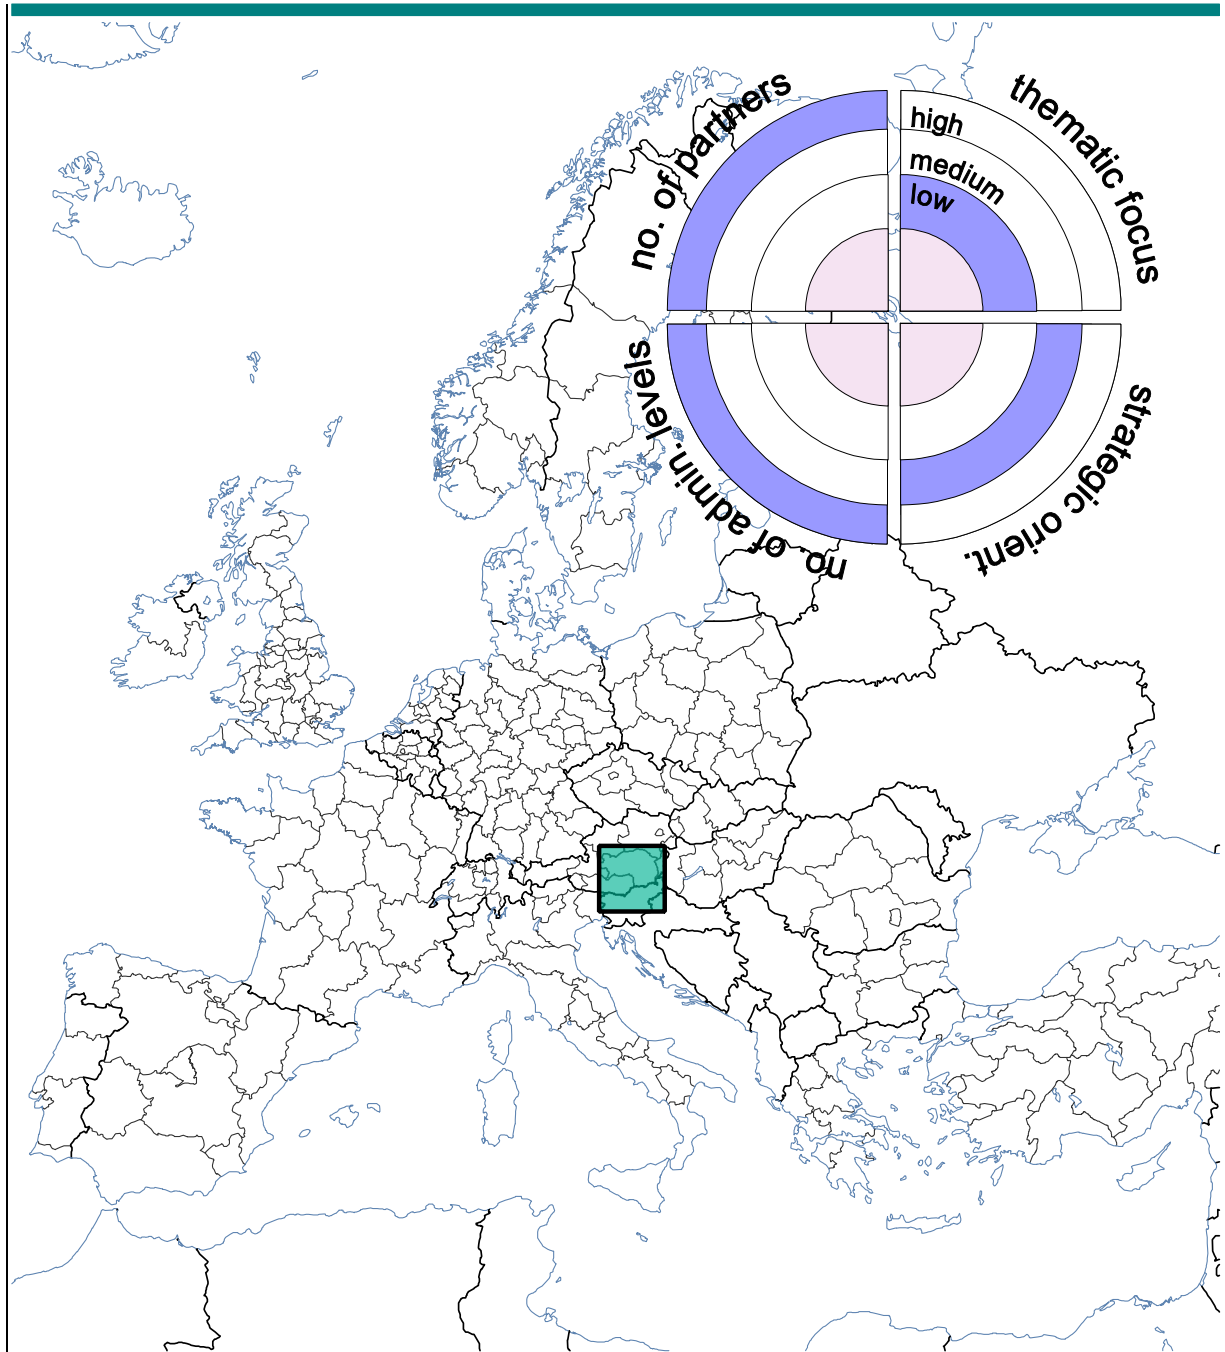 no. of partners
thematic focus
high
medium
low
no. of admin. levels
strategic orient.